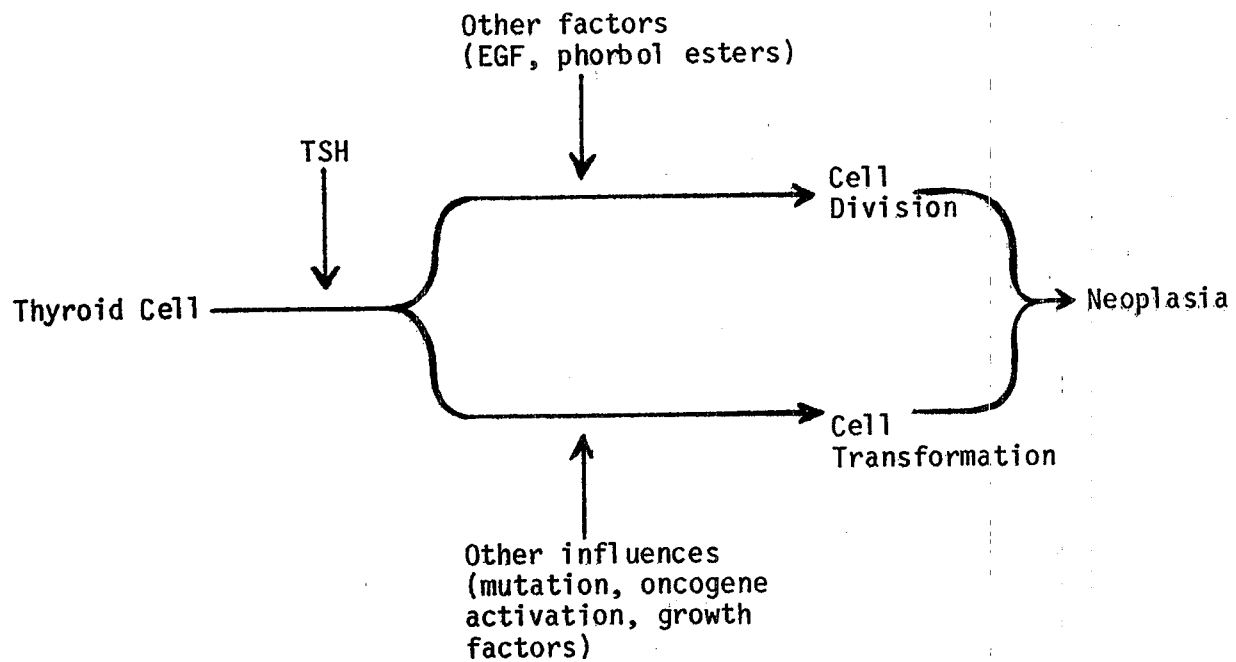 Other factors
(EGF, phorbol esters)
TSH
Cell
Division
Thyroid Cell
Neoplasia
Cell
Transformation
Other influences
(mutation, oncogene
activation, growth
factors)